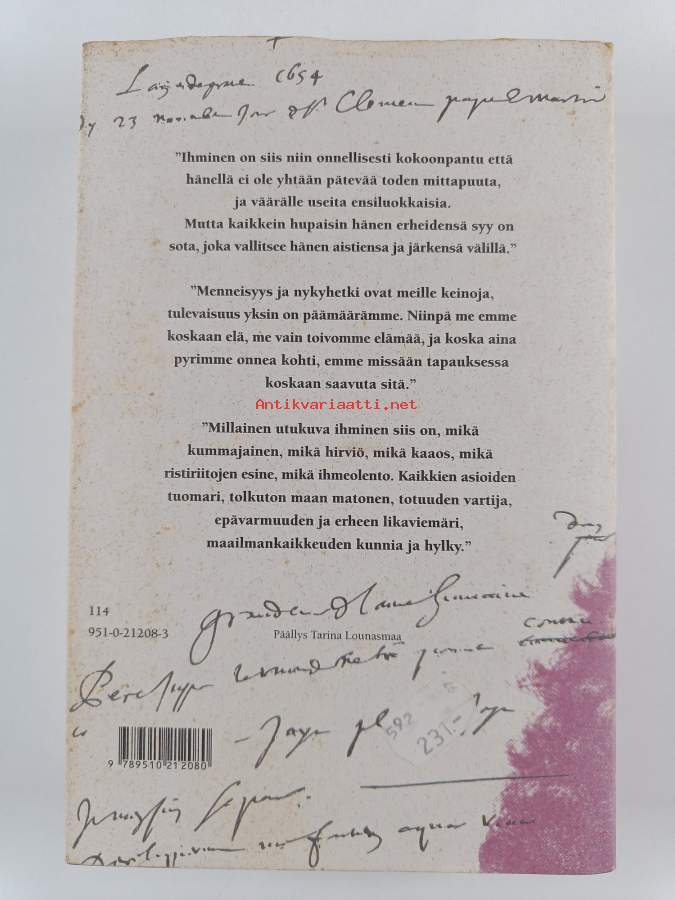 1654
23
”Ihminen on siis niin onnellisesti kokoonpantu että
hänellä ei ole yhtään pätevää toden mittapuuta,
ja väärälle useita ensiluokkaisia.
Mutta kaikkein hupaisin hänen erheidensä syy on
sota, joka vallitsee hänen aistiensa ja järkensä välillä.”
”Menneisyys ja nykyhetki ovat meille keinoja,
tulevaisuus yksin on päämäärämme. Niinpä me emme
koskaan elä, me vain toivomme elämää, ja koska aina
pyrimme onnea kohti, emme missään tapauksessa
koskaan saavuta sitä.”
Antikvariaatti.net
”Millainen utukuva ihminen siis on, mikä
kummajainen, mikä hirviö, mikä kaaos, mikä
ristiriitojen esine, mikä ihmeolento. Kaikkien asioiden
tuomari, tolkuton maan matonen, totuuden vartija,
epävarmuuden ja erheen likaviemäri,
maailmankaikkeuden kunnia ja hylky.”
114
951-0-21208-3
Päällys Tarina Lounasmaa
592
231.-
9 789510 212080